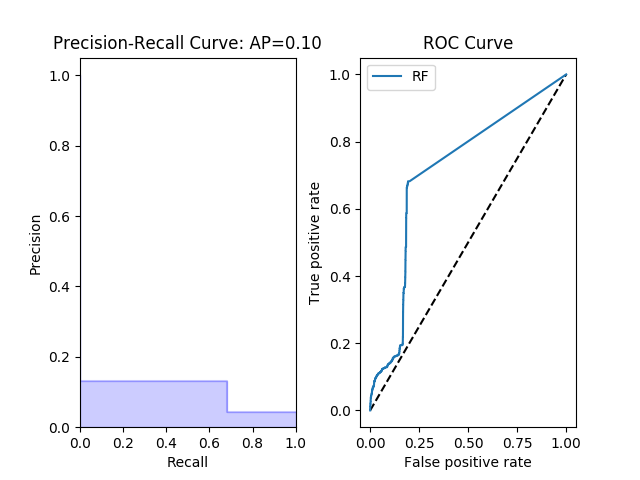 Precision-Recall Curve: AP=0.10
1.0
0.8
0.6
0.4
0.2
0.0
Precision
0.0 0.2 0.4 0.6 0.8 1.0
Recall
ROC Curve
RF
1.0
0.8
0.6
0.4
0.2
0.0
True positive rate
0.00 0.25 0.50 0.75 1.00
False positive rate